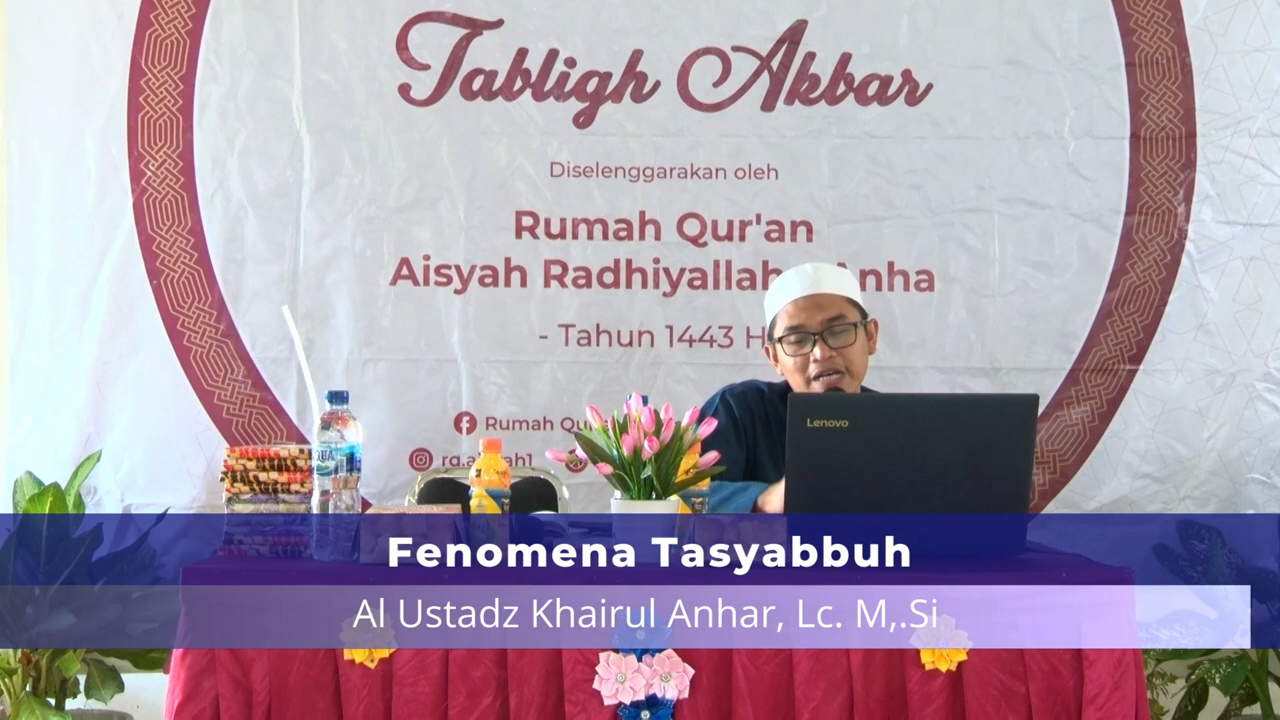 Tabligh Akbar
Diselenggarakan oleh
Rumah Qur'an
Aisyah Radhiyallah Anha
- Tahun 1443 H
Rumah
Lenovo
Fenomena Tasyabbuh
Al Ustadz Khairul Anhar, Lc. M,.Si